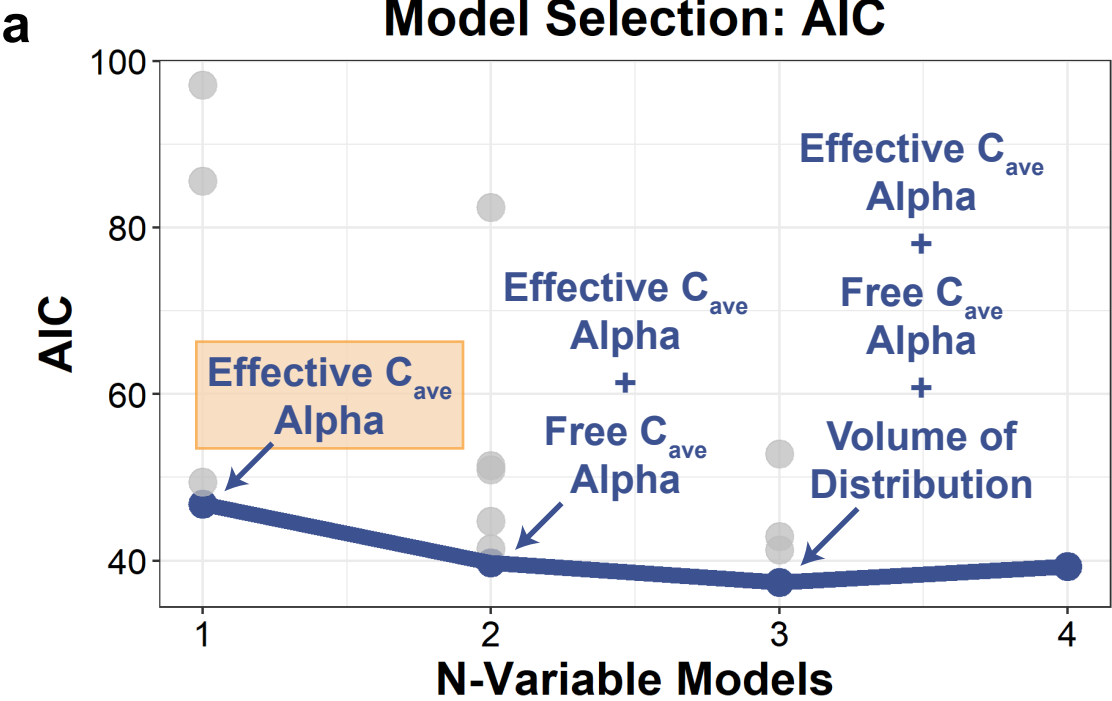 a
Model Selection: AIC
AIC
100
80
60
40
Effective Cave
Alpha
Effective Cave
Alpha
+
Free Cave
Alpha
Effective Cave
Alpha
+
Free Cave
Alpha
+
Volume of
Distribution
1 2 3 4
N-Variable Models